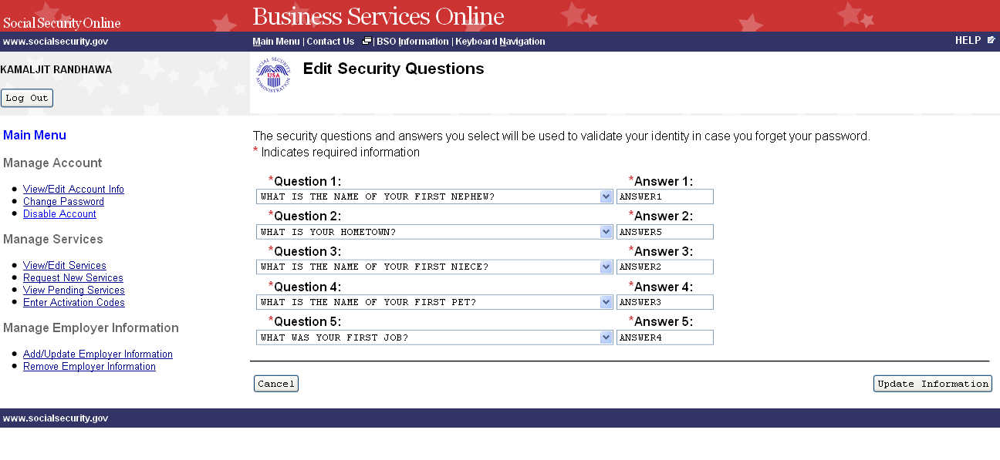 Social Security Online
Business Services Online
www.socialsecurity.gov
Main Menu | Contact Us | BSO Information | Keyboard Navigation
HELP
KAMALJIT RANDHAWA
Log Out
SOCIAL SECURITY ADMINISTRATION
USA
Edit Security Questions
Main Menu
Manage Account
View/Edit Account Info
Change Password
Disable Account
Manage Services
View/Edit Services
Request New Services
View Pending Services
Enter Activation Codes
Manage Employer Information
Add/Update Employer Information
Remove Employer Information
The security questions and answers you select will be used to validate your identity in case you forget your password.
* Indicates required information
*Question 1: *Answer 1:
WHAT IS THE NAME OF YOUR FIRST NEPHEW? ANSWER1
*Question 2: *Answer 2:
WHAT IS YOUR HOMETOWN? ANSWER5
*Question 3: *Answer 3:
WHAT IS THE NAME OF YOUR FIRST NIECE? ANSWER2
*Question 4: *Answer 4:
WHAT IS THE NAME OF YOUR FIRST PET? ANSWER3
*Question 5: *Answer 5:
WHAT WAS YOUR FIRST JOB? ANSWER4
Cancel
Update Information
www.socialsecurity.gov